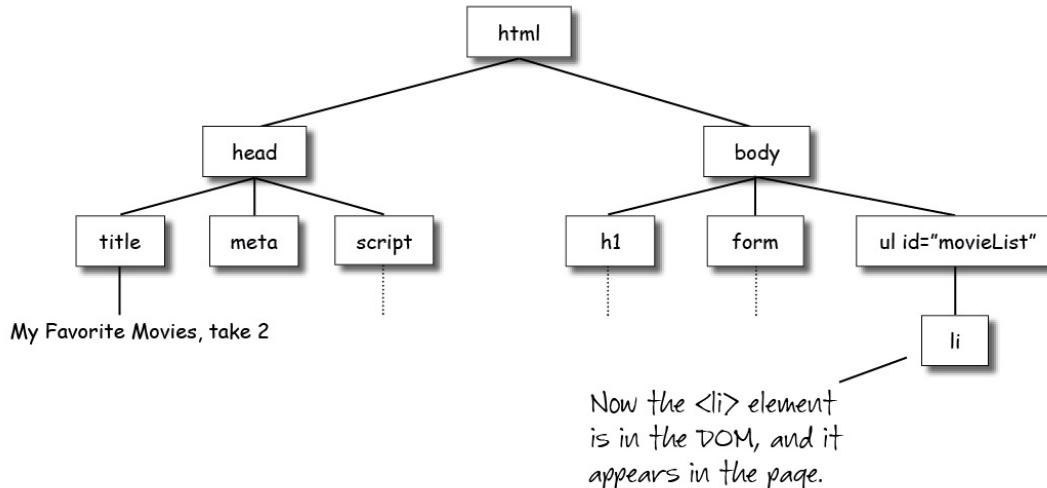 html
head
body
title
meta
script
h1
form
ul id="movieList"
My Favorite Movies, take 2
li
Now the <li> element
is in the DOM, and it
appears in the page.